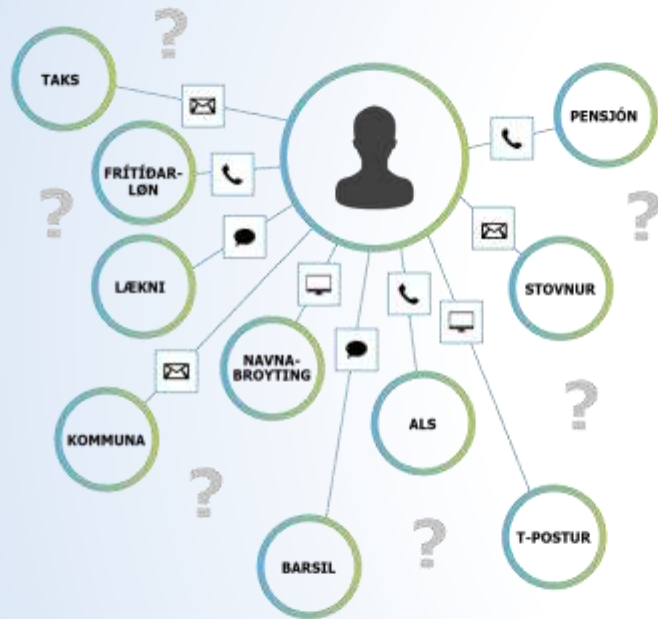 ?
TAKS
PENSJÓN
FRÍTÍÐAR-
LØN
?
?
LÆKNI
STOVNUR
NAVNA-
BROYTING
KOMMUNA
ALS
?
?
?
T-POSTUR
BARSIL